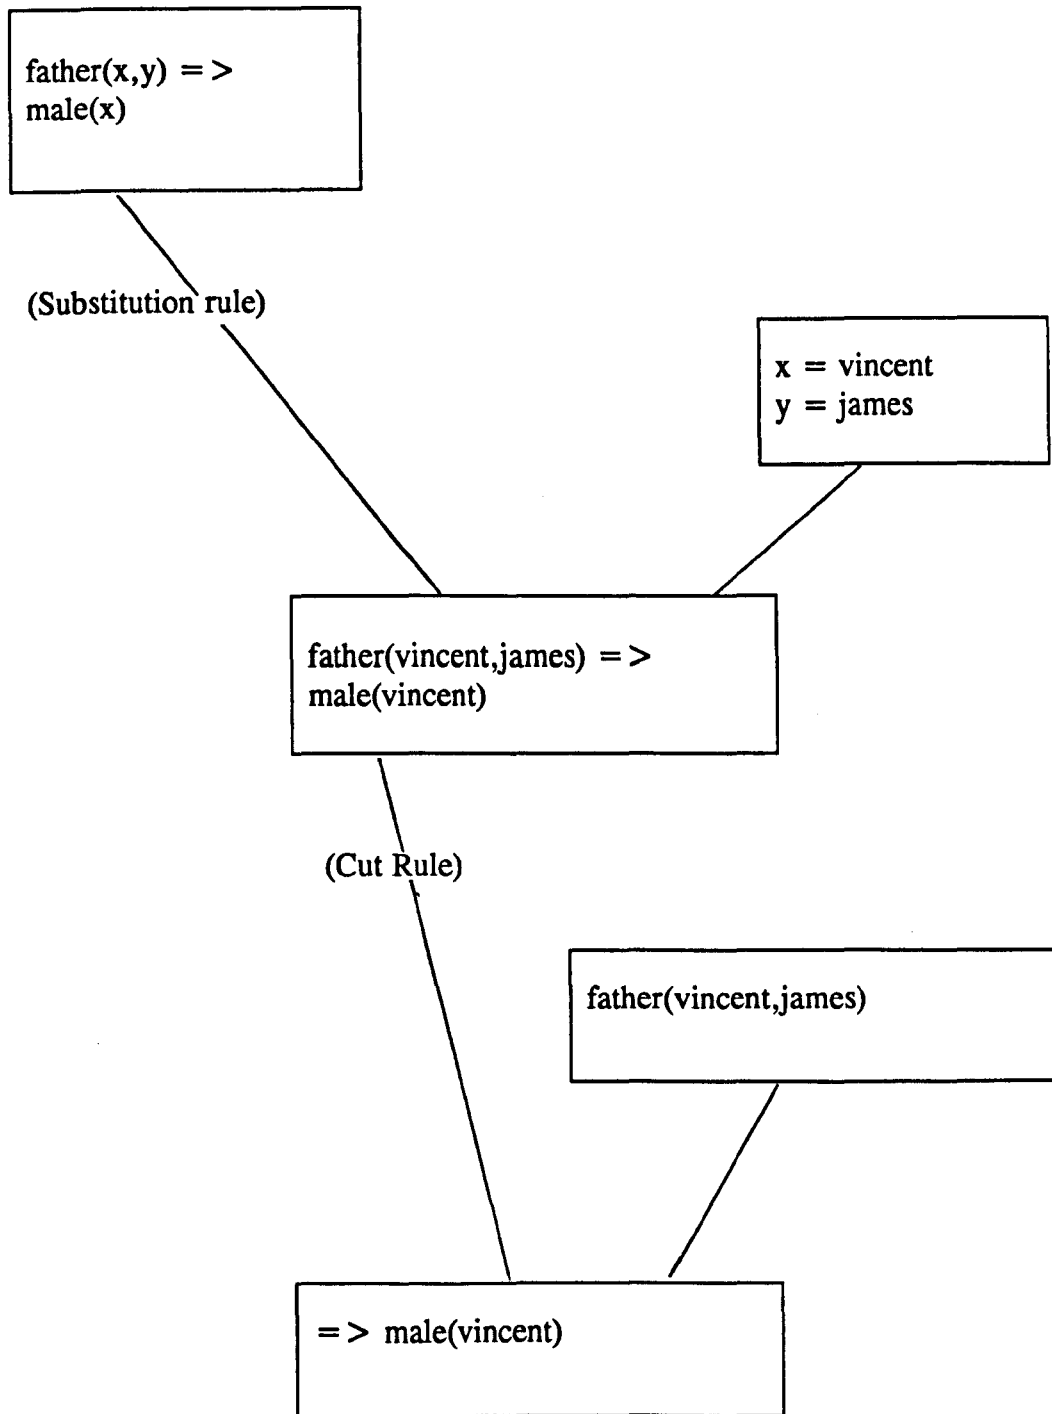 father(x,y) = >
male(x)
(Substitution rule)
x = vincent
y = james
father(vincent,james) = >
male(vincent)
(Cut Rule)
father(vincent,james)
= > male(vincent)